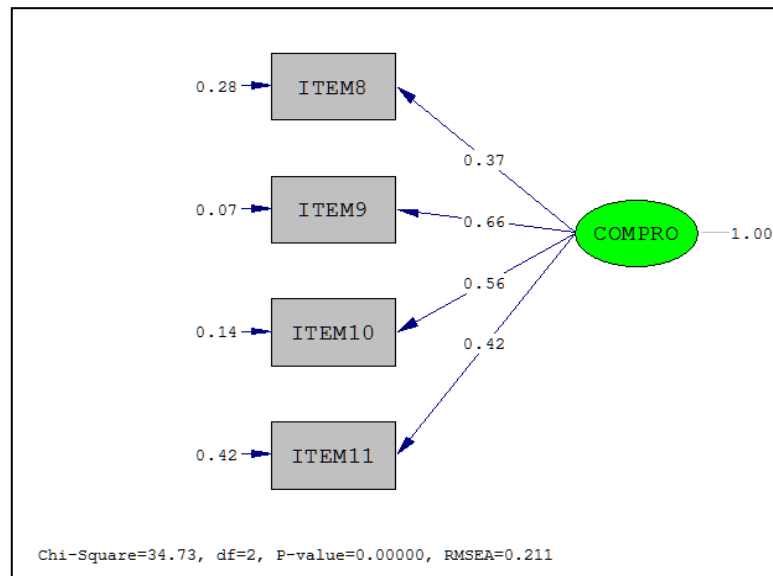 0.28
ITEM8
0.37
0.07
ITEM9
0.66
COMPRO
1.00
0.56
0.14
ITEM10
0.42
0.42
ITEM11
Chi-Square=34.73, df=2, P-value=0.00000, RMSEA=0.211